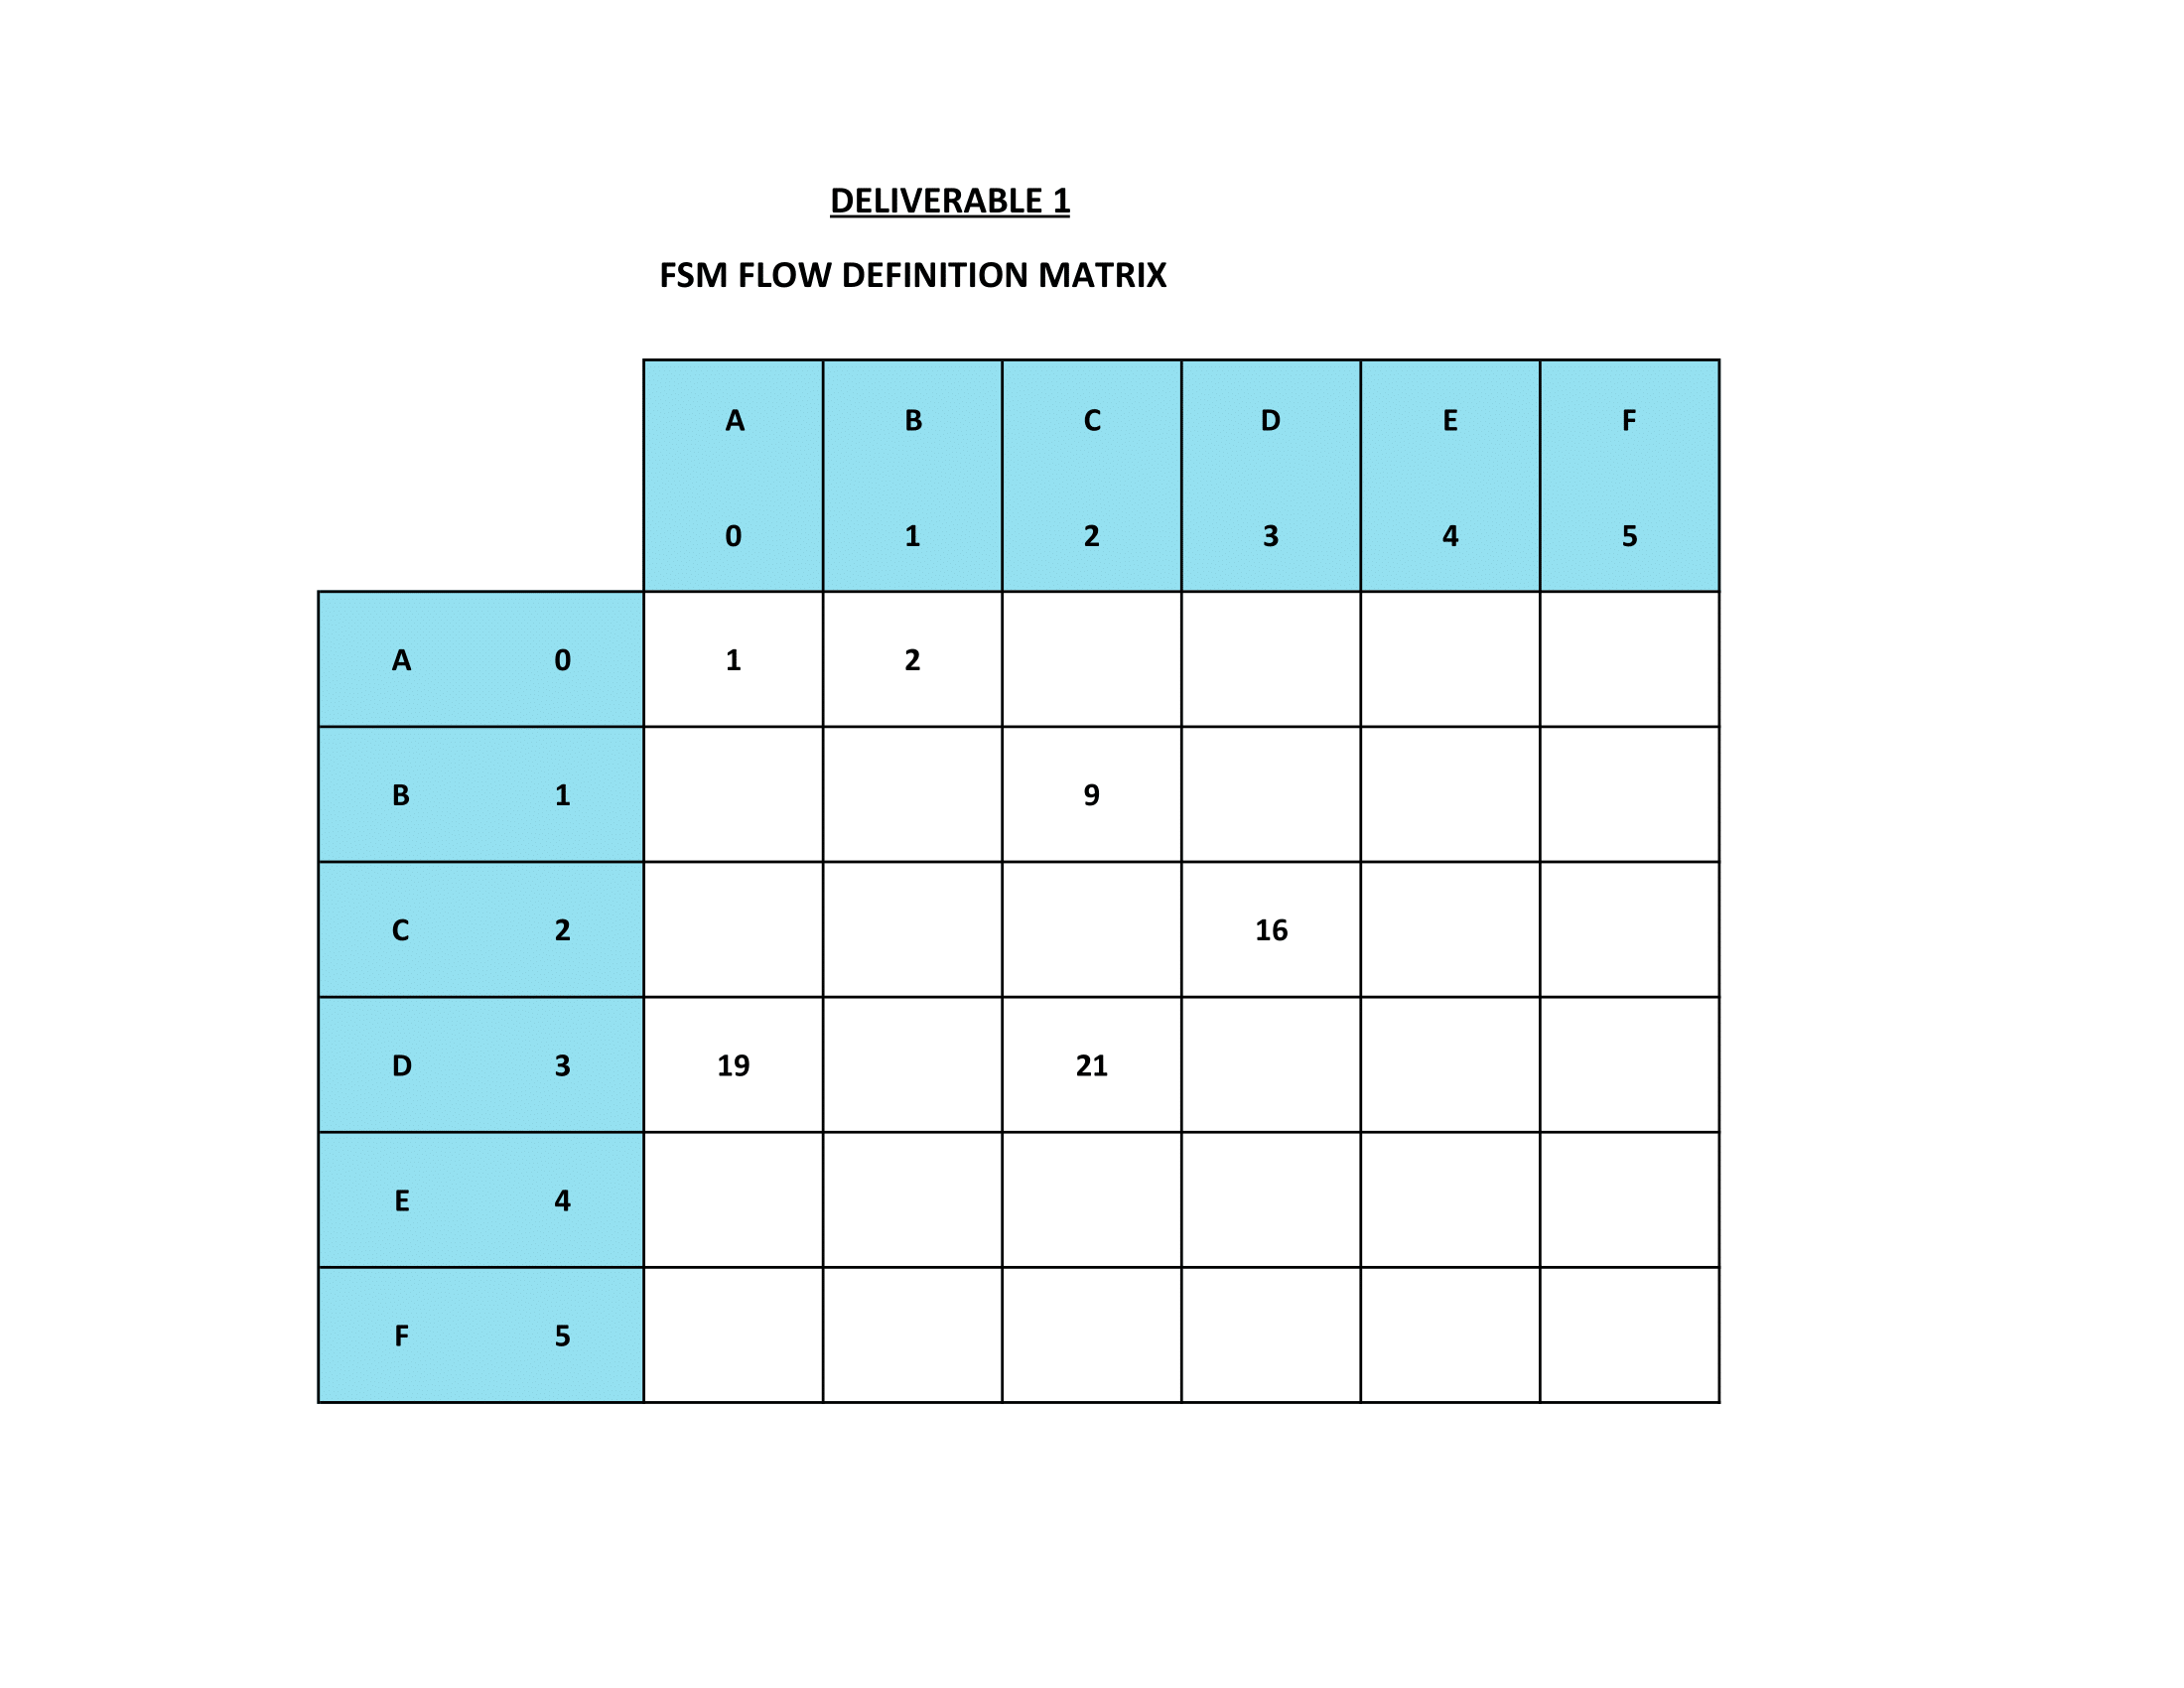 DELIVERABLE 1
FSM FLOW DEFINITION MATRIX
A B C D E F
0 1 2 3 4 5
A 0 1 2
B 1 9
C 2 16
D 3 19 21
E 4
F 5